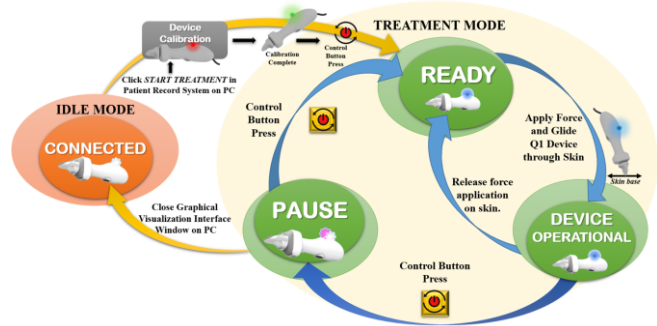 Device
Calibration
Calibration
Complete
Control
Button
Press
TREATMENT MODE
Click START TREATMENT in
Patient Record System on PC
READY
IDLE MODE
CONNECTED
Control
Button
Press
Apply Force
and Glide
Q1 Device
through Skin
Skin base
Release force
application
on skin.
PAUSE
DEVICE
OPERATIONAL
Close Graphical
Visualization Interface
Window on PC
Control Button
Press